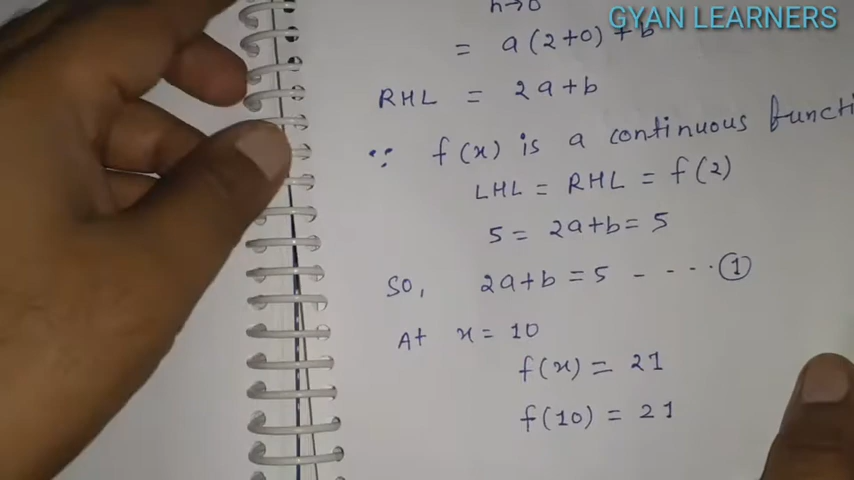 h→0
GYAN LEARNERS
= a(2+0)+b
RHL = 2a+b
∵ f(x) is a continuous
LHL = RHL = f(2)
5 = 2a+b = 5
So, 2a+b = 5 - - - - · ①
At x = 10
f(x) = 21
f(10) = 21